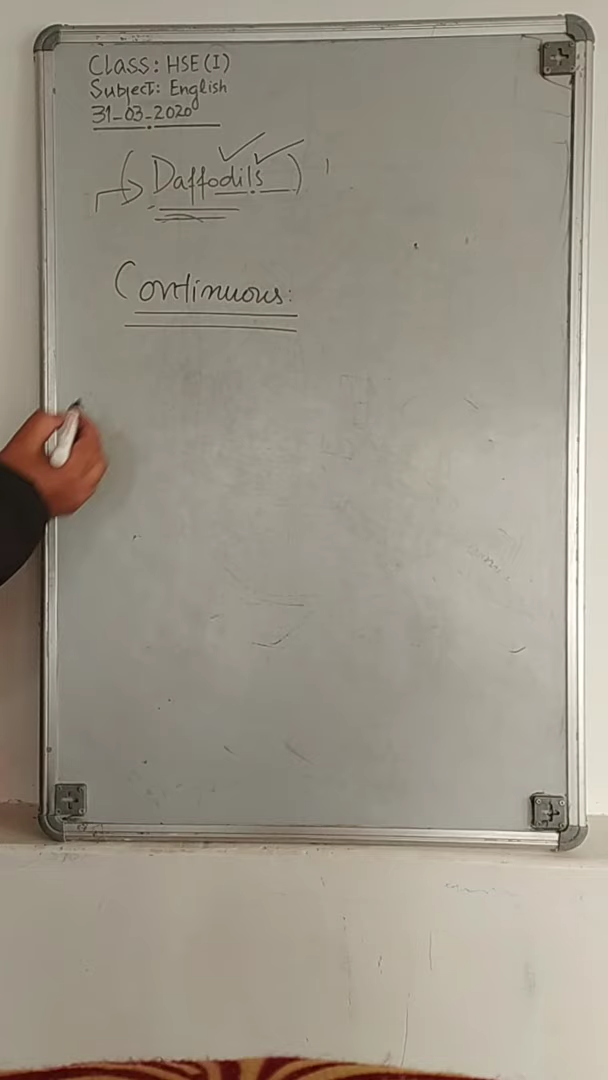 Class: HSE (I)
Subject: English
31-03-2020
(Daffodils)
Continuous: